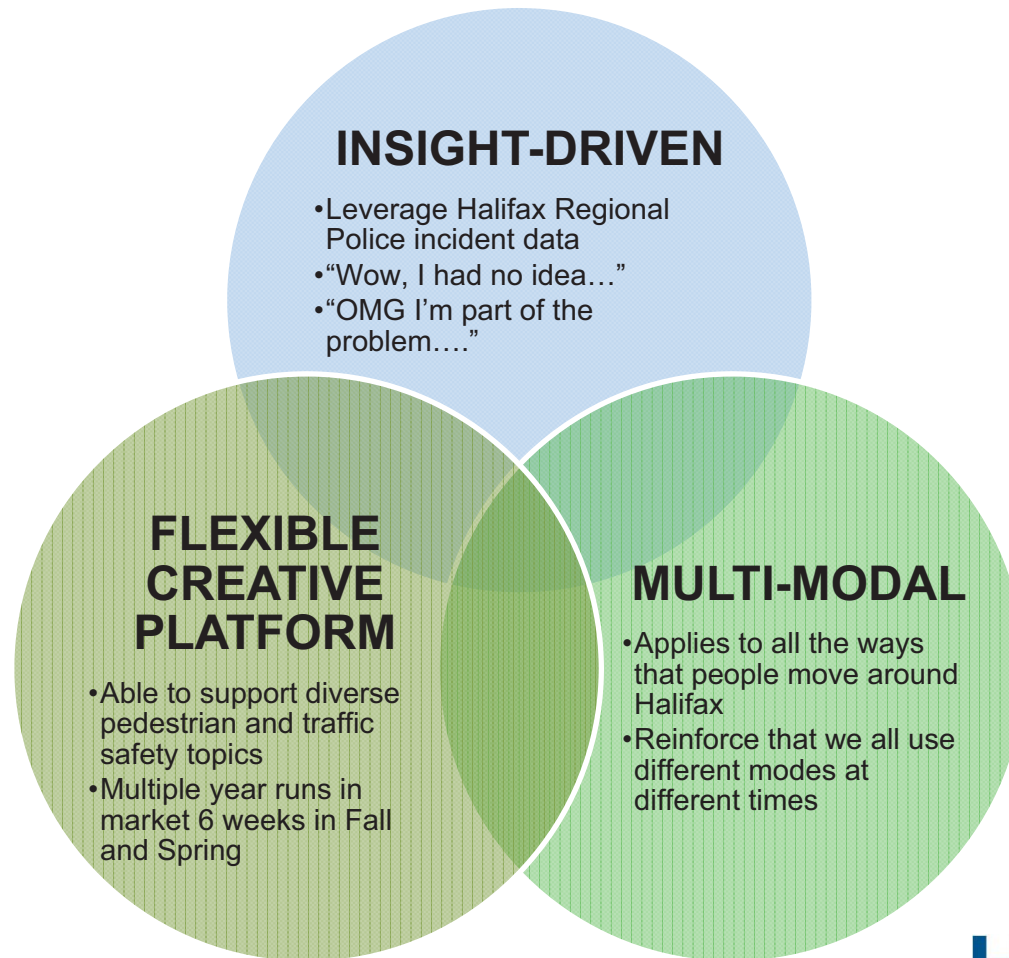 INSIGHT-DRIVEN
•Leverage Halifax Regional
Police incident data
•“Wow, I had no idea…”
•“OMG I’m part of the
problem….”
FLEXIBLE
CREATIVE
PLATFORM
•Able to support diverse
pedestrian and traffic
safety topics
•Multiple year runs in
market 6 weeks in Fall
and Spring
MULTI-MODAL
•Applies to all the ways
that people move around
Halifax
•Reinforce that we all use
different modes at
different times